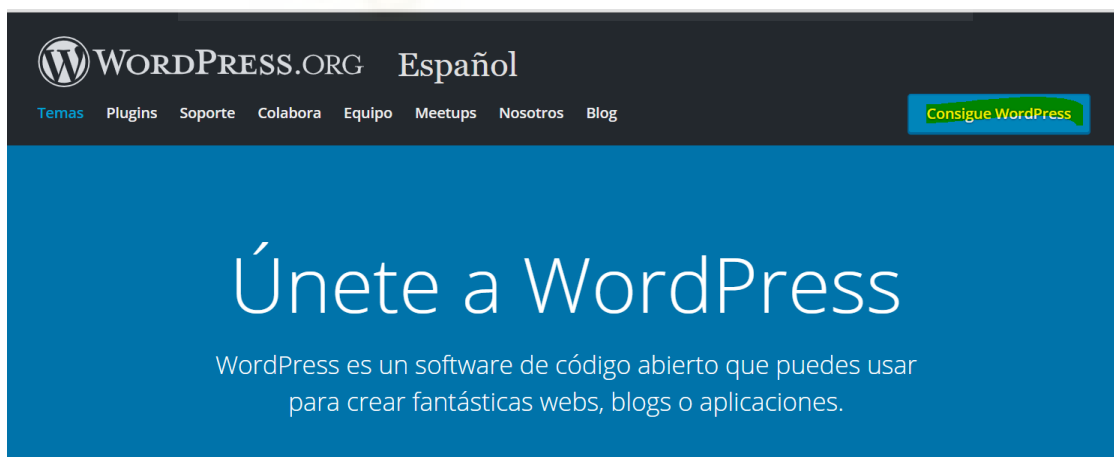 WORDPRESS.ORG Español
Temas Plugins Soporte Colabora Equipo Meetups Nosotros Blog Consigue WordPress
Únete a WordPress
WordPress es un software de código abierto que puedes usar
para crear fantásticas webs, blogs o aplicaciones.